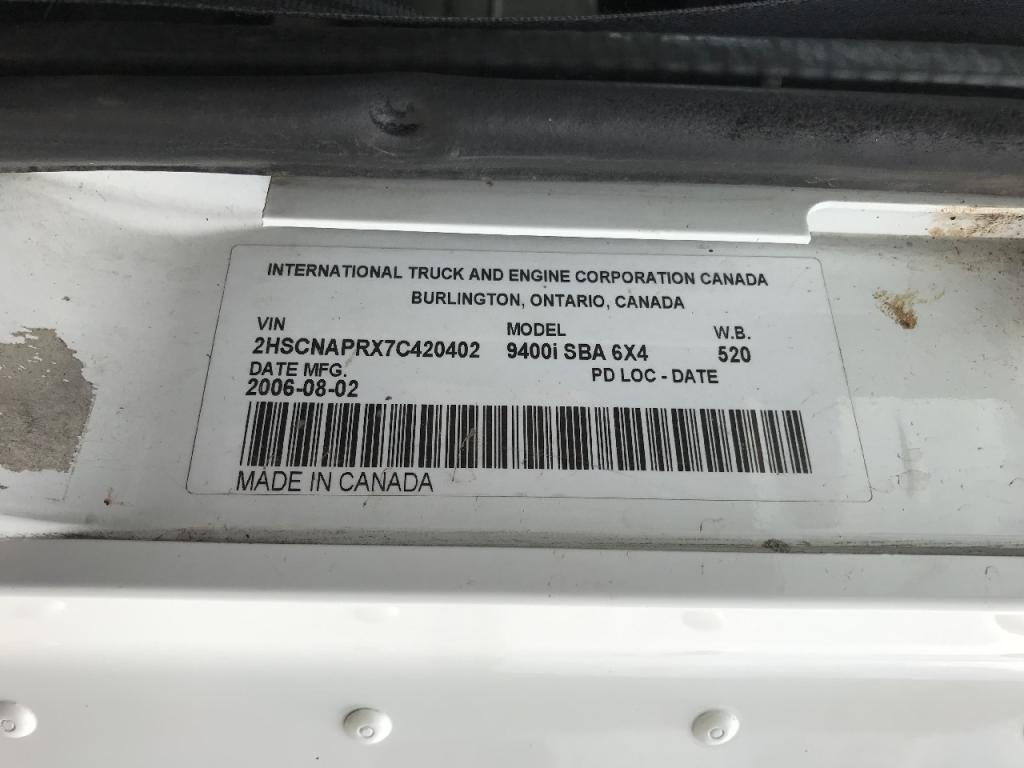 INTERNATIONAL TRUCK AND ENGINE CORPORATION CANADA
BURLINGTON, ONTARIO, CANADA
VIN MODEL W.B.
2HSCNAPRX7C420402 9400i SBA 6X4 520
DATE MFG. PD LOC - DATE
2006-08-02
MADE IN CANADA